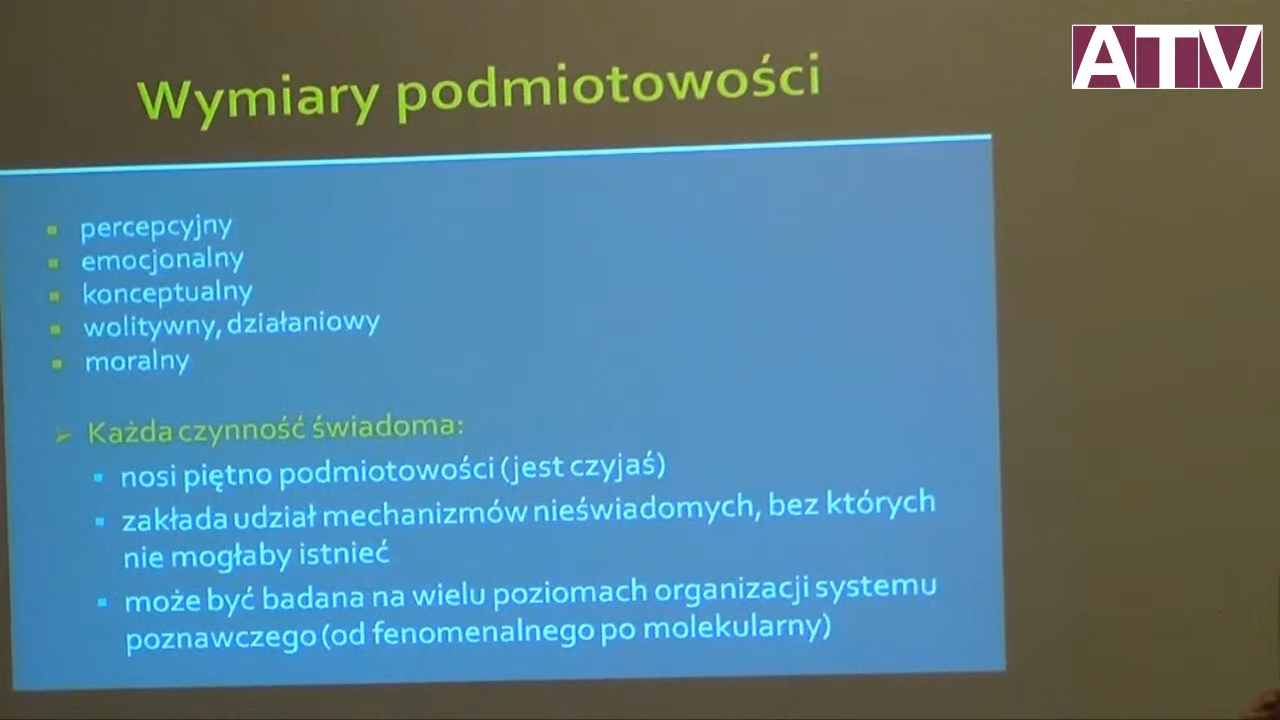 ATV
Wymiary podmiotowości
percepcyjny
emocjonalny
konceptualny
wolitywny, działaniowy
moralny
Każda czynność świadoma:
nosi piętno podmiotowości (jest czyjaś)
zakłada udział mechanizmów nieświadomych, bez których
nie mogłaby istnieć
może być badana na wielu poziomach organizacji systemu
poznawczego (od fenomenalnego po molekularny)